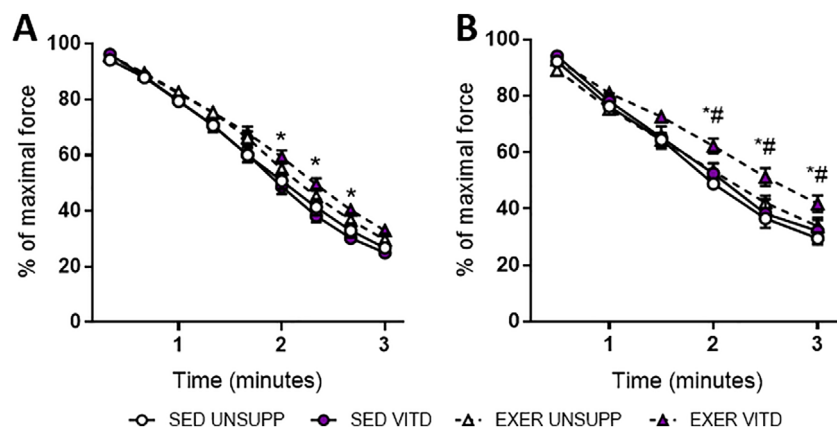 A
100
80
60
40
20
0
% of maximal force
* * *
1 2 3
Time (minutes)
B
100
80
60
40
20
0
% of maximal force
*# *# *#
1 2 3
Time (minutes)
SED UNSUPP SED VITD EXER UNSUPP EXER VITD